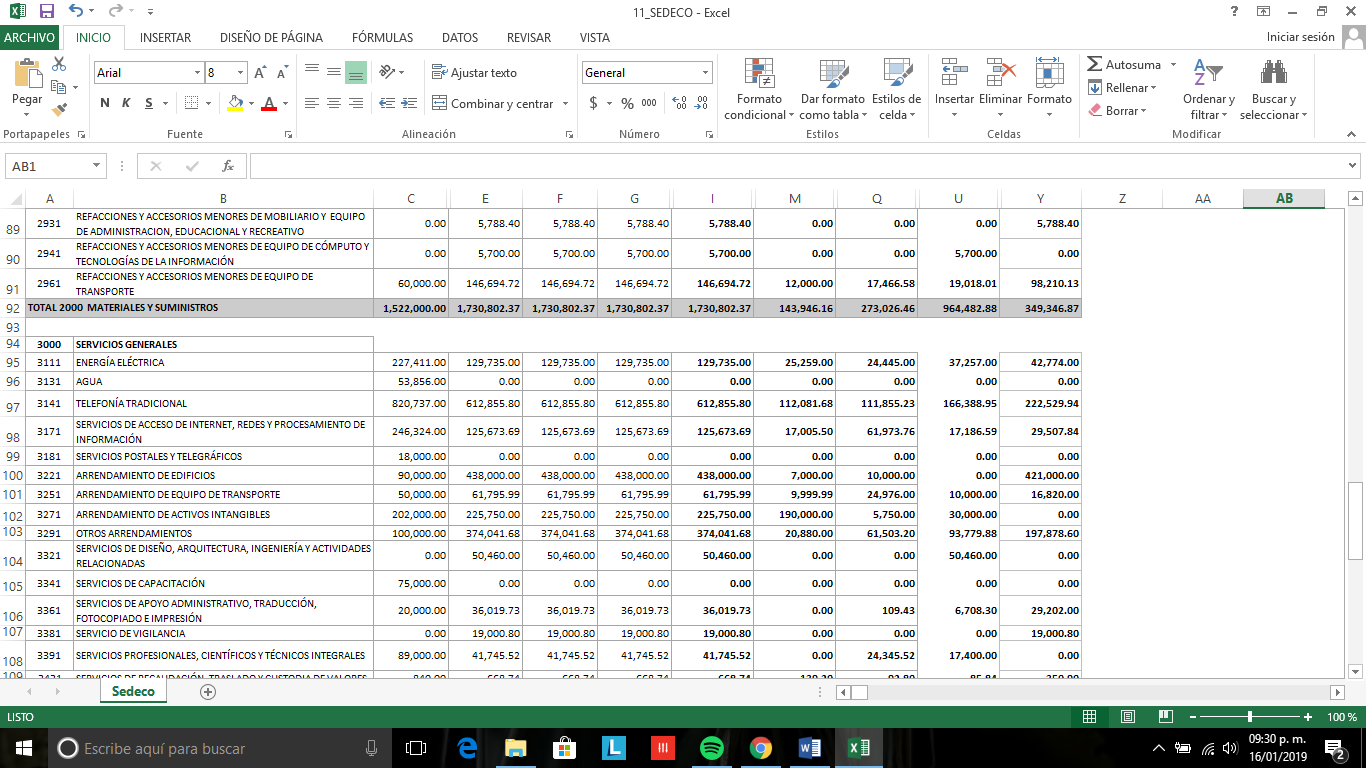 11_SEDECO - Excel
ARCHIVO INICIO INSERTAR DISEÑO DE PÁGINA FÓRMULAS DATOS REVISAR VISTA Iniciar sesión
Pegar Arial 8 Ajustar texto General Formato condicional Dar formato como tabla Estilos de celda Insertar Eliminar Formato Autosuma Rellenar Borrar Ordenar y filtrar Buscar y seleccionar
N K S Combinar y centrar $ % 000
Portapapeles Fuente Alineación Número Estilos Celdas Modificar
AB1 fx
A B C E F G I M Q U Y Z AA AB
89 2931 REFACCIONES Y ACCESORIOS MENORES DE MOBILIARIO Y EQUIPO 0.00 5,788.40 5,788.40 5,788.40 5,788.40 0.00 0.00 0.00 5,788.40
DE ADMINISTRACION, EDUCACIONAL Y RECREATIVO
90 2941 REFACCIONES Y ACCESORIOS MENORES DE EQUIPO DE CÓMPUTO Y 0.00 5,700.00 5,700.00 5,700.00 5,700.00 0.00 0.00 5,700.00 0.00
TECNOLOGÍAS DE LA INFORMACIÓN
91 2961 REFACCIONES Y ACCESORIOS MENORES DE EQUIPO DE 60,000.00 146,694.72 146,694.72 146,694.72 146,694.72 12,000.00 17,466.58 19,018.01 98,210.13
TRANSPORTE
92 TOTAL 2000 MATERIALES Y SUMINISTROS 1,522,000.00 1,730,802.37 1,730,802.37 1,730,802.37 1,730,802.37 143,946.16 273,026.46 964,482.88 349,346.87
93
94 3000 SERVICIOS GENERALES
95 3111 ENERGÍA ELÉCTRICA 227,411.00 129,735.00 129,735.00 129,735.00 129,735.00 25,259.00 24,445.00 37,257.00 42,774.00
96 3131 AGUA 53,856.00 0.00 0.00 0.00 0.00 0.00 0.00 0.00 0.00
97 3141 TELEFONÍA TRADICIONAL 820,737.00 612,855.80 612,855.80 612,855.80 612,855.80 112,081.68 111,855.23 166,388.95 222,529.94
98 3171 SERVICIOS DE ACCESO DE INTERNET, REDES Y PROCESAMIENTO DE 246,324.00 125,673.69 125,673.69 125,673.69 125,673.69 17,005.50 61,973.76 17,186.59 29,507.84
INFORMACIÓN
99 3181 SERVICIOS POSTALES Y TELEGRÁFICOS 18,000.00 0.00 0.00 0.00 0.00 0.00 0.00 0.00 0.00
100 3221 ARRENDAMIENTO DE EDIFICIOS 90,000.00 438,000.00 438,000.00 438,000.00 438,000.00 7,000.00 10,000.00 0.00 421,000.00
101 3251 ARRENDAMIENTO DE EQUIPO DE TRANSPORTE 50,000.00 61,795.99 61,795.99 61,795.99 61,795.99 9,999.99 24,976.00 10,000.00 16,820.00
102 3271 ARRENDAMIENTO DE ACTIVOS INTANGIBLES 202,000.00 225,750.00 225,750.00 225,750.00 225,750.00 190,000.00 5,750.00 30,000.00 0.00
103 3291 OTROS ARRENDAMIENTOS 100,000.00 374,041.68 374,041.68 374,041.68 374,041.68 20,880.00 61,503.20 93,779.88 197,878.60
104 3321 SERVICIOS DE DISEÑO, ARQUITECTURA, INGENIERÍA Y ACTIVIDADES 0.00 50,460.00 50,460.00 50,460.00 50,460.00 0.00 0.00 50,460.00 0.00
RELACIONADAS
105 3341 SERVICIOS DE CAPACITACIÓN 75,000.00 0.00 0.00 0.00 0.00 0.00 0.00 0.00 0.00
106 3361 SERVICIOS DE APOYO ADMINISTRATIVO, TRADUCCIÓN, 20,000.00 36,019.73 36,019.73 36,019.73 36,019.73 0.00 109.43 6,708.30 29,202.00
FOTOCOPIADO E IMPRESIÓN
107 3381 SERVICIO DE VIGILANCIA 0.00 19,000.80 19,000.80 19,000.80 19,000.80 0.00 0.00 0.00 19,000.80
108 3391 SERVICIOS PROFESIONALES, CIENTÍFICOS Y TÉCNICOS INTEGRALES 89,000.00 41,745.52 41,745.52 41,745.52 41,745.52 0.00 24,345.52 17,400.00 0.00
Sedeco
LISTO 100 %
Escribe aquí para buscar
09:30 p. m.
16/01/2019
2